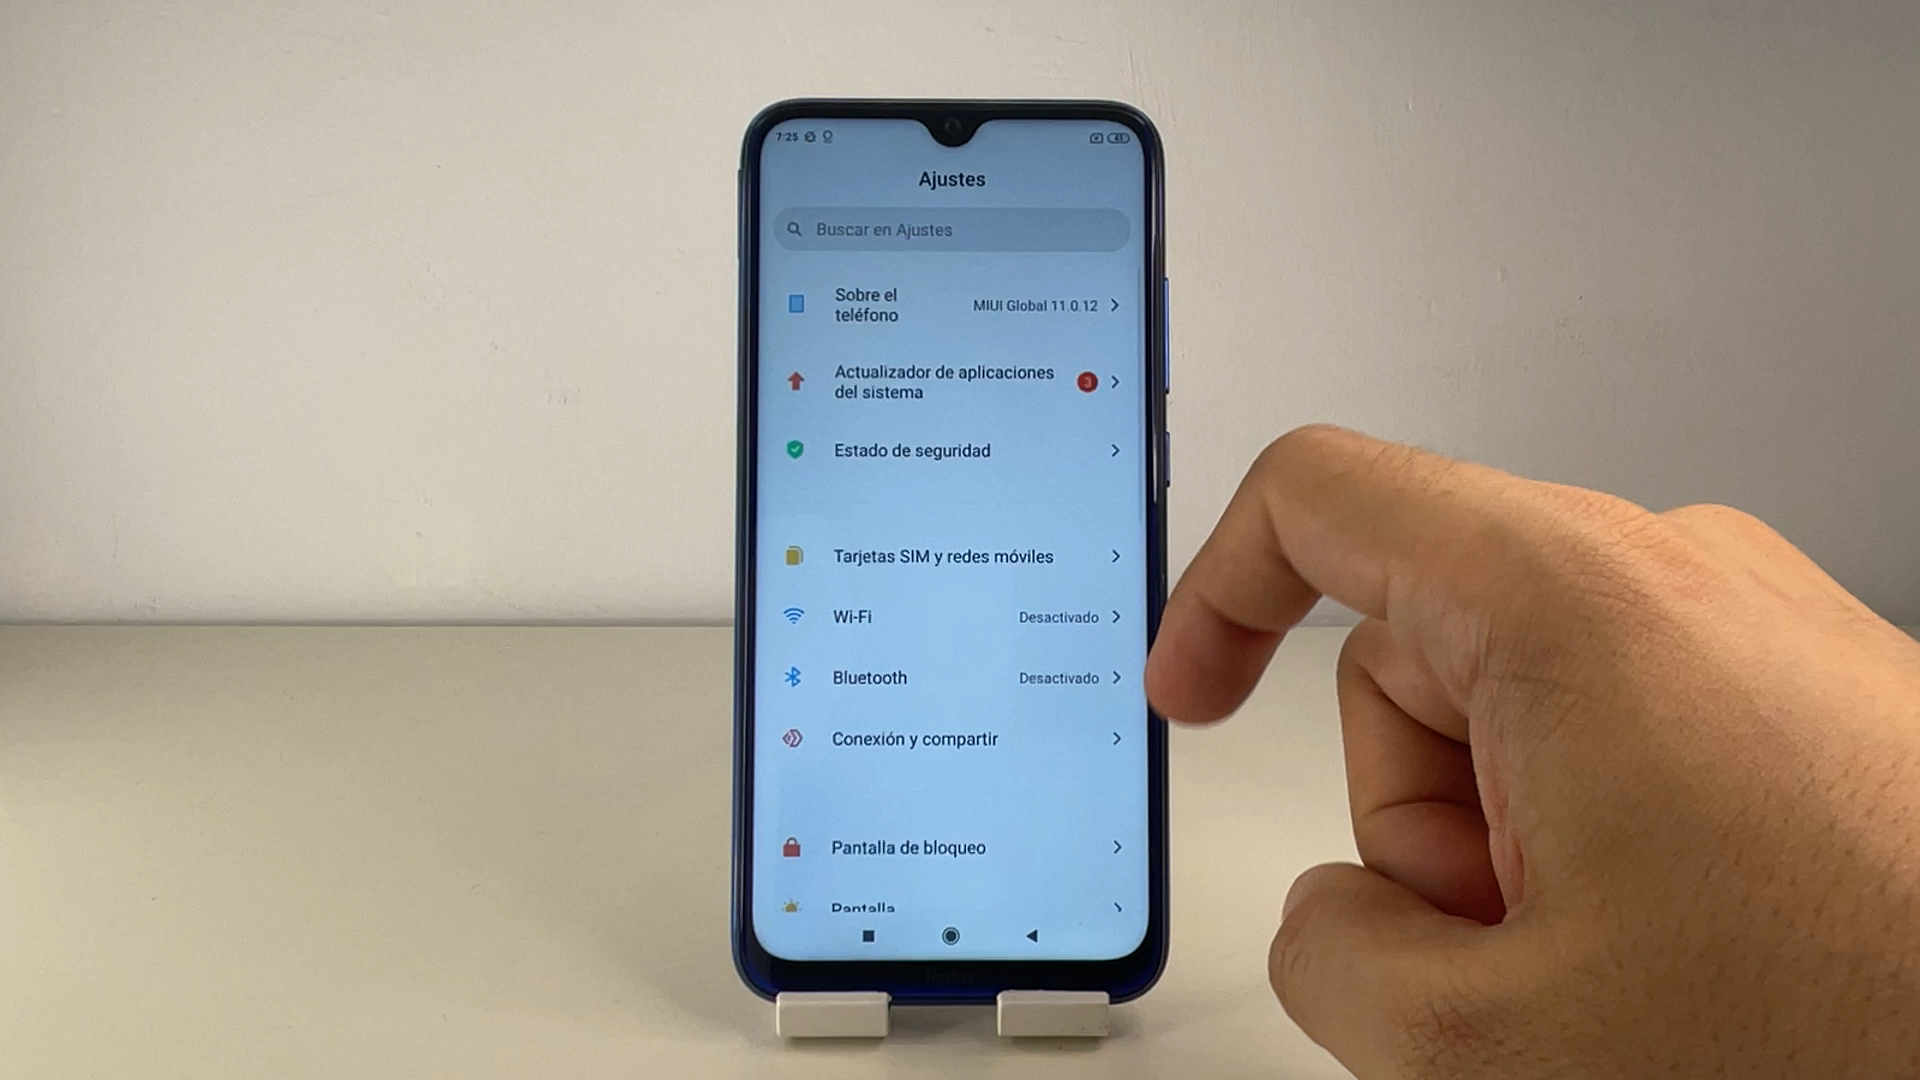 7:25
Ajustes
Buscar en Ajustes
Sobre el
teléfono
MIUI Global 11.0.12
Actualizador de aplicaciones
del sistema
3
Estado de seguridad
Tarjetas SIM y redes móviles
Wi-Fi Desactivado
Bluetooth Desactivado
Conexión y compartir
Pantalla de bloqueo
Pantalla
Redmi